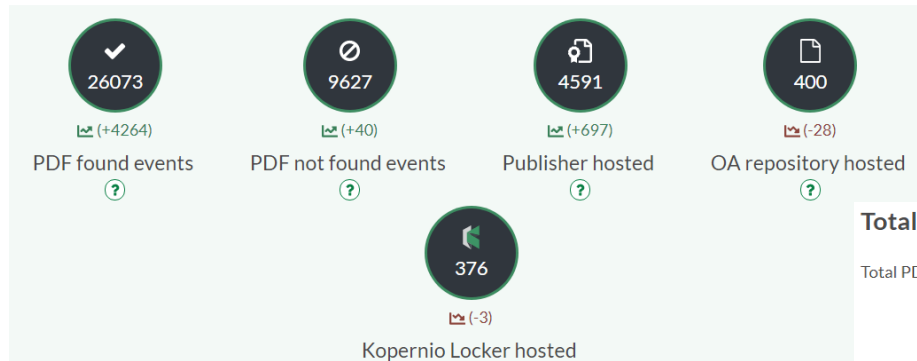 26073 9627 4591 400
(+4264) (+40) (+697) (-28)
PDF found events PDF not found events Publisher hosted OA repository hosted
? ? ? ?
376
(-3)
Kopernio Locker hosted
Total
Total